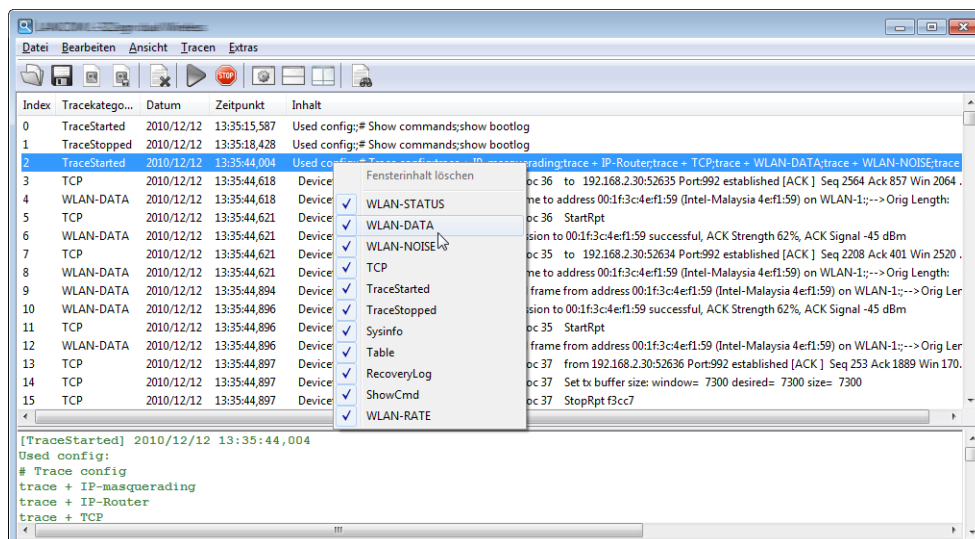 Datei Bearbeiten Ansicht Tracen Extras
STOP
Index Tracekatego... Datum Zeitpunkt Inhalt
0 TraceStarted 2010/12/12 13:35:15,587 Used config:;# Show commands;show bootlog
1 TraceStopped 2010/12/12 13:35:18,428 Used config:;# Show commands;show bootlog
2 TraceStarted 2010/12/12 13:35:44,004 Used config:;# Trace config;trace + IP-masquerading;trace + IP-Router;trace + TCP;trace + WLAN-DATA;trace + WLAN-NOISE;trace
3 TCP 2010/12/12 13:35:44,618 Device oc 36 to 192.168.2.30:52635 Port:992 established [ACK ] Seq 2564 Ack 857 Win 2064 .
4 WLAN-DATA 2010/12/12 13:35:44,618 Device me to address 00:1f:3c:4e:f1:59 (Intel-Malaysia 4e:f1:59) on WLAN-1:;-->Orig Length:
5 TCP 2010/12/12 13:35:44,621 Device oc 36 StartRpt
6 WLAN-DATA 2010/12/12 13:35:44,621 Device ssion to 00:1f:3c:4e:f1:59 successful, ACK Strength 62%, ACK Signal -45 dBm
7 TCP 2010/12/12 13:35:44,621 Device oc 35 to 192.168.2.30:52634 Port:992 established [ACK ] Seq 2208 Ack 401 Win 2520 .
8 WLAN-DATA 2010/12/12 13:35:44,621 Device me to address 00:1f:3c:4e:f1:59 (Intel-Malaysia 4e:f1:59) on WLAN-1:;-->Orig Length:
9 WLAN-DATA 2010/12/12 13:35:44,894 Device frame from address 00:1f:3c:4e:f1:59 (Intel-Malaysia 4e:f1:59) on WLAN-1:;-->Orig Ler
10 WLAN-DATA 2010/12/12 13:35:44,896 Device ssion to 00:1f:3c:4e:f1:59 successful, ACK Strength 62%, ACK Signal -45 dBm
11 TCP 2010/12/12 13:35:44,896 Device oc 35 StartRpt
12 WLAN-DATA 2010/12/12 13:35:44,896 Device frame from address 00:1f:3c:4e:f1:59 (Intel-Malaysia 4e:f1:59) on WLAN-1:;-->Orig Ler
13 TCP 2010/12/12 13:35:44,897 Device oc 37 from 192.168.2.30:52636 Port:992 established [ACK ] Seq 253 Ack 1889 Win 170.
14 TCP 2010/12/12 13:35:44,897 Device oc 37 Set tx buffer size: window= 7300 desired= 7300 size= 7300
15 TCP 2010/12/12 13:35:44,897 Device oc 37 StopRpt f3cc7
Fensterinhalt löschen
WLAN-STATUS
WLAN-DATA
WLAN-NOISE
TCP
TraceStarted
TraceStopped
Sysinfo
Table
RecoveryLog
ShowCmd
WLAN-RATE
[TraceStarted] 2010/12/12 13:35:44,004
Used config:
# Trace config
trace + IP-masquerading
trace + IP-Router
trace + TCP